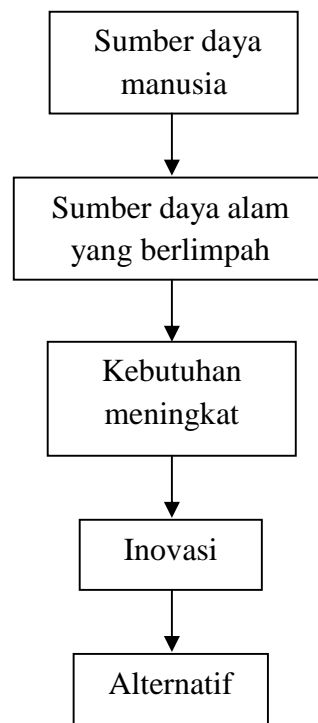 Sumber daya
manusia
Sumber daya alam
yang berlimpah
Kebutuhan
meningkat
Inovasi
Alternatif